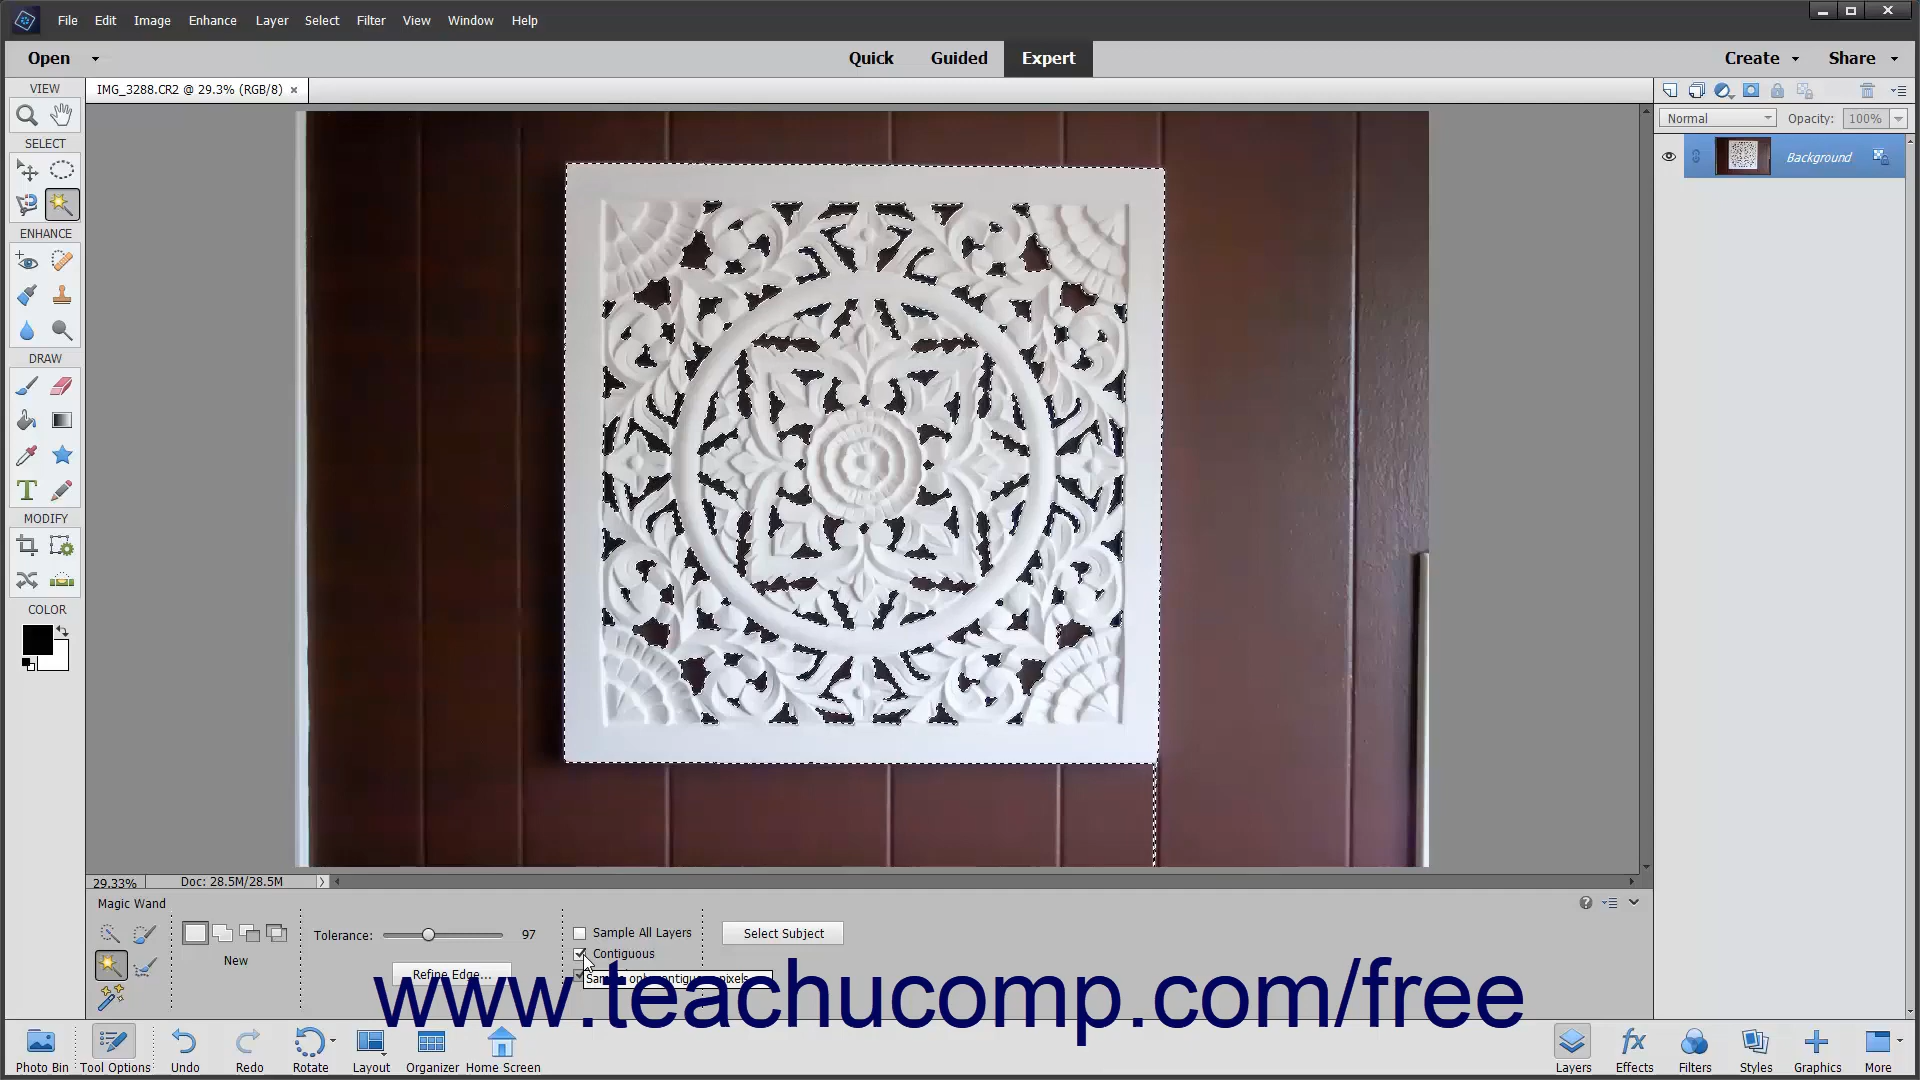 File Edit Image Enhance Layer Select Filter View Window Help
Open Quick Guided Expert Create Share
IMG_3288.CR2 @ 29.3% (RGB/8) ×
VIEW
SELECT
ENHANCE
DRAW
MODIFY
COLOR
Normal Opacity: 100%
Background
29.33% Doc: 28.5M/28.5M
Magic Wand
New
Tolerance: 97
Refine Edge...
Sample All Layers
Contiguous
Select Subject
www.teachucomp.com/free
Photo Bin Tool Options Undo Redo Rotate Layout Organizer Home Screen Layers Effects Filters Styles Graphics More